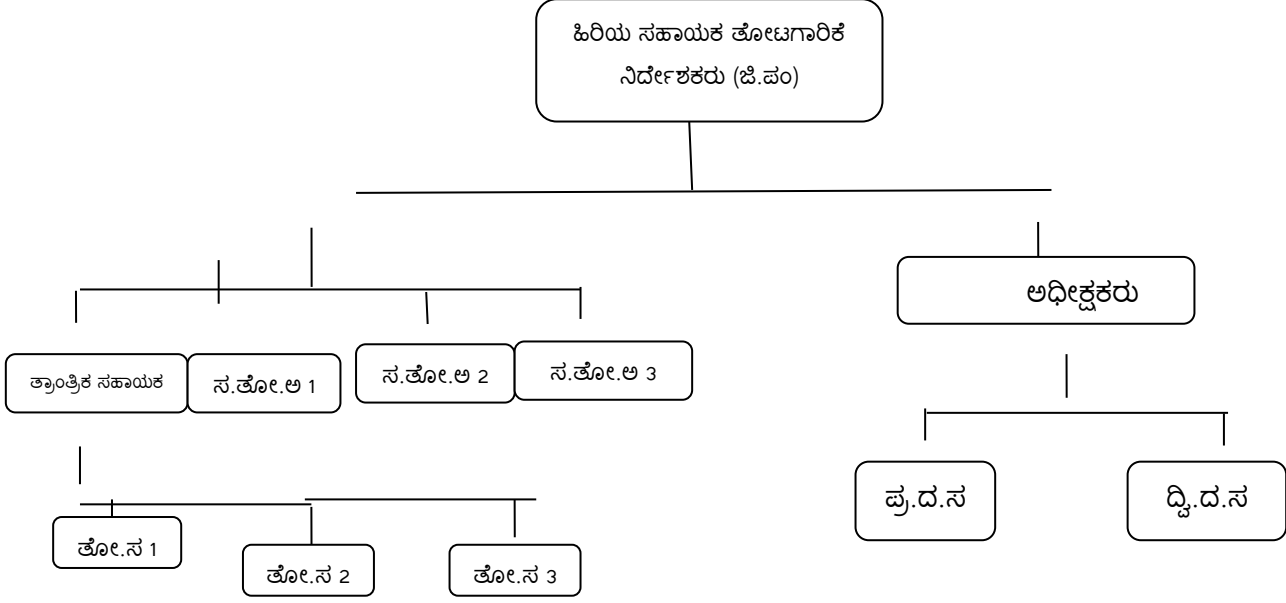 ಹಿರಿಯ ಸಹಾಯಕ ತೋಟಗಾರಿಕೆ
ನಿರ್ದೇಶಕರು (ಜಿ.ಪಂ)
ಅಧೀಕ್ಷಕರು
ತ್ರಾಂತ್ರಿಕ ಸಹಾಯಕ
ಸ.ತೋ.ಅ 1
ಸ.ತೋ.ಅ 2
ಸ.ತೋ.ಅ 3
ಪ್ರ.ದ.ಸ
ದ್ವಿ.ದ.ಸ
ತೋ.ಸ 1
ತೋ.ಸ 2
ತೋ.ಸ 3